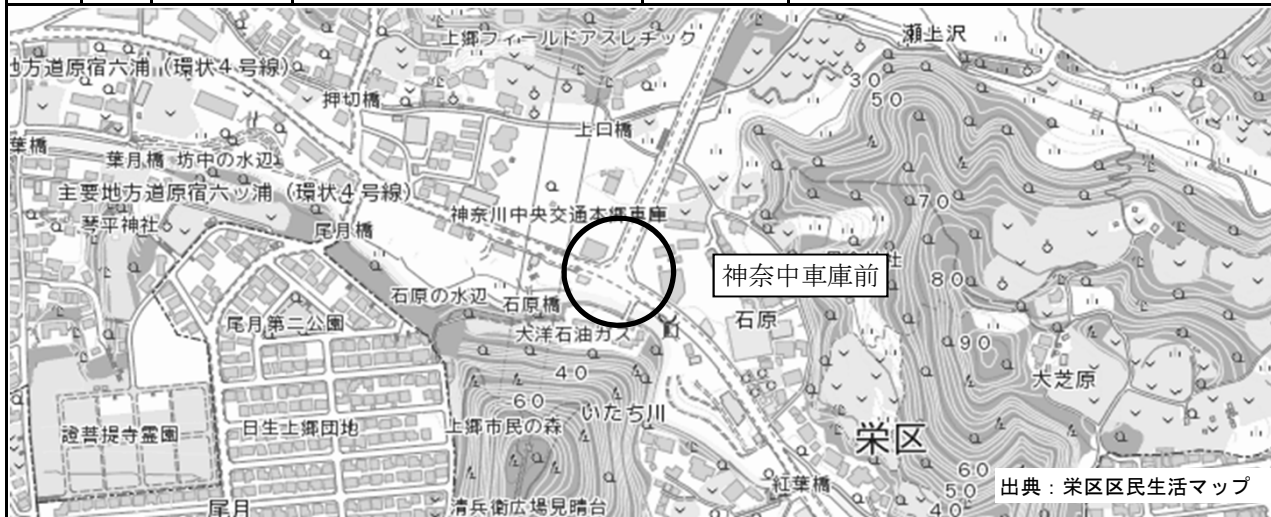 上郷フィールドアスレチック
瀬上沢
地方道原宿六浦（環状４号線）
30
50
押切橋
上口橋
葉橋
葉月橋
坊中の水辺
主要地方道原宿六ッ浦（環状４号線）
70
琴平神社
神奈川中央交通本郷車庫
尾月橋
社
神奈中車庫前
80
石原の水辺
石原橋
石原
尾月第二公園
大洋石油ガス
90
40
大芝原
60
いたち川
證菩提寺霊園
日生上郷団地
上郷市民の森
栄区
60
紅葉橋
出典：栄区区民生活マップ
50
尾月
清兵衛広場見晴台
40